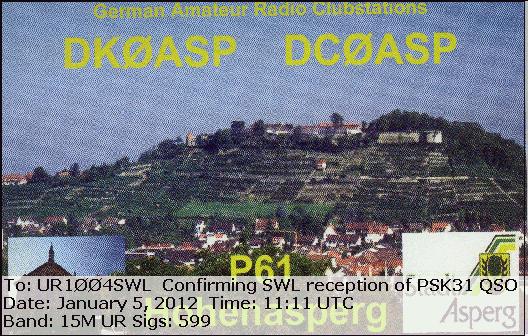 German Amateur Radio Clubstations
DKØASP DCØASP
P61
Hohenasperg
Asperg
To: UR1ØØ4SWL Confirming SWL reception of PSK31 QSO
Date: January 5, 2012 Time: 11:11 UTC
Band: 15M UR Sigs: 599